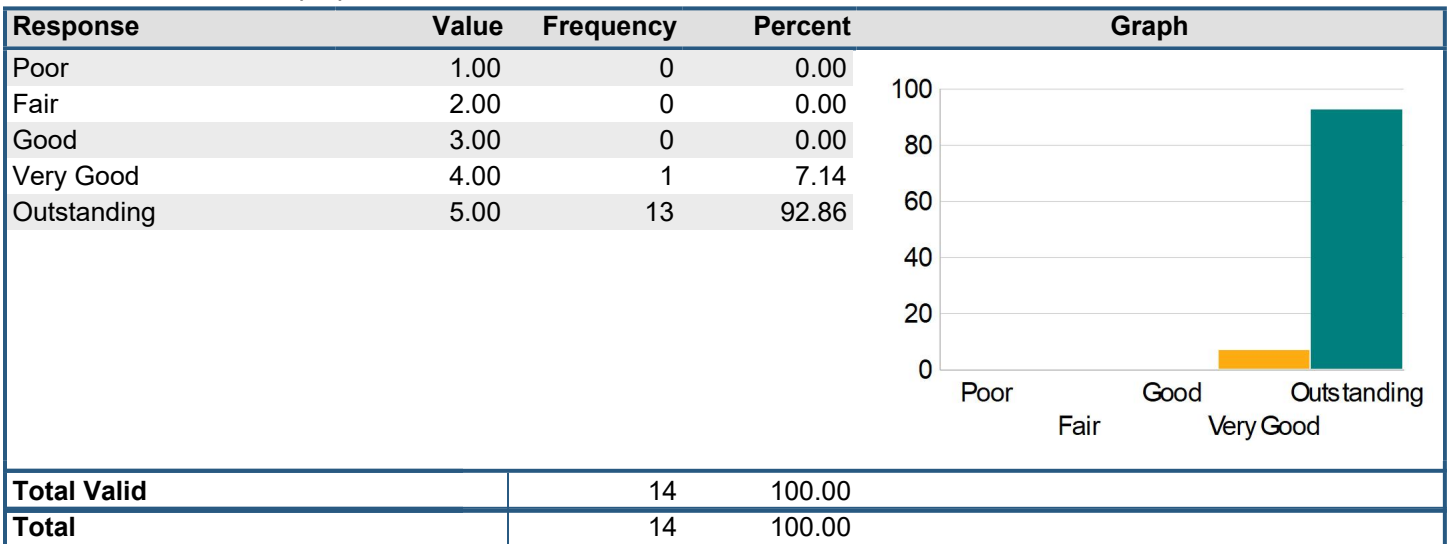 Response Value Frequency Percent Graph
Poor 1.00 0 0.00
Fair 2.00 0 0.00
Good 3.00 0 0.00
Very Good 4.00 1 7.14
Outstanding 5.00 13 92.86
100
80
60
40
20
0
Poor Good Outstanding
Fair Very Good
Total Valid 14 100.00
Total 14 100.00